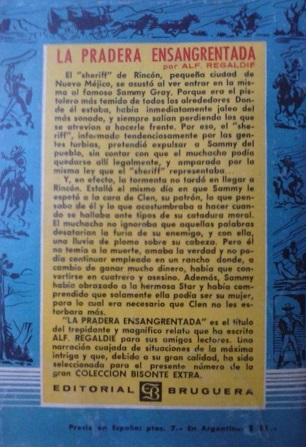 LA PRADERA ENSANGRENTADA
por ALF. REGALDIE
El "sheriff" de Rincón, pequeña ciudad de
Nuevo Méjico, se asustó al ver entrar en la mis-
ma al famoso Sammy Gray. Porque era el pis-
tolero más temido de todos los alrededores. Don-
de él estaba, había inmediatamente jaleo del
más sonado, y siempre salían perdiendo los que
se atrevían a hacerle frente. Por eso, el "she-
riff", informado tendenciosamente por las gen-
tes turbias, pretendió expulsar a Sammy del
pueblo, sin contar con que el muchacho podía
quedarse allí legalmente, y amparado por la
misma ley que el "sheriff" representaba.
Y, en efecto, la tormenta no tardó en llegar a
Rincón. Estalló el mismo día en que Sammy le
espetó a la cara de Clen, su patrón, lo que pen-
saba de él y lo que acostumbraba a hacer cuan-
do se hallaba ante tipos de su catadura moral.
El muchacho no ignoraba que aquellas palabras
desatarían la furia de su enemigo, y con ella,
una lluvia de plomo sobre su cabeza. Pero él
no temía a la muerte, amaba la verdad y no po-
día continuar empleado en un rancho donde, a
cambio de ganar mucho dinero, había que con-
vertirse en cuatrero y asesino. Además, Sammy
había abrazado a la hermosa Star y había com-
prendido que solamente ella podía ser su mujer,
para lo cual era necesario que Clen no les es-
torbara más.
"LA PRADERA ENSANGRENTADA" es el título
del trepidante y magnífico relato que ha escrito
ALF. REGALDIE para sus amigos lectores. Una
narración cuajada de situaciones de la máxima
intriga y que, debido a su gran calidad, ha sido
seleccionada para el presente número de la
gran COLECCION BISONTE EXTRA.
EDITORIAL B BRUGUERA
Precio en España: ptas. 7.- En Argentina: $